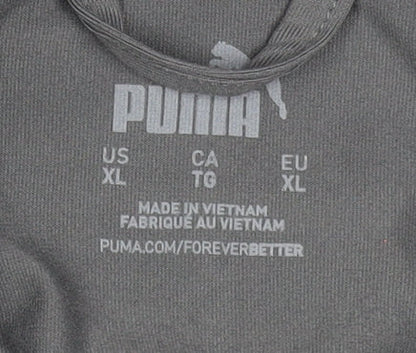 PUMA
US CA EU
XL TG XL
MADE IN VIETNAM
FABRIQUÉ AU VIETNAM
PUMA.COM/FOREVERBETTER